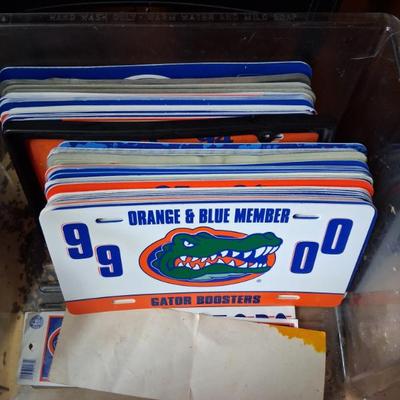 HAND WASH ONLY - WARM WATER AND MILD SOAP
ORANGE & BLUE MEMBER
99 00
GATOR BOOSTERS